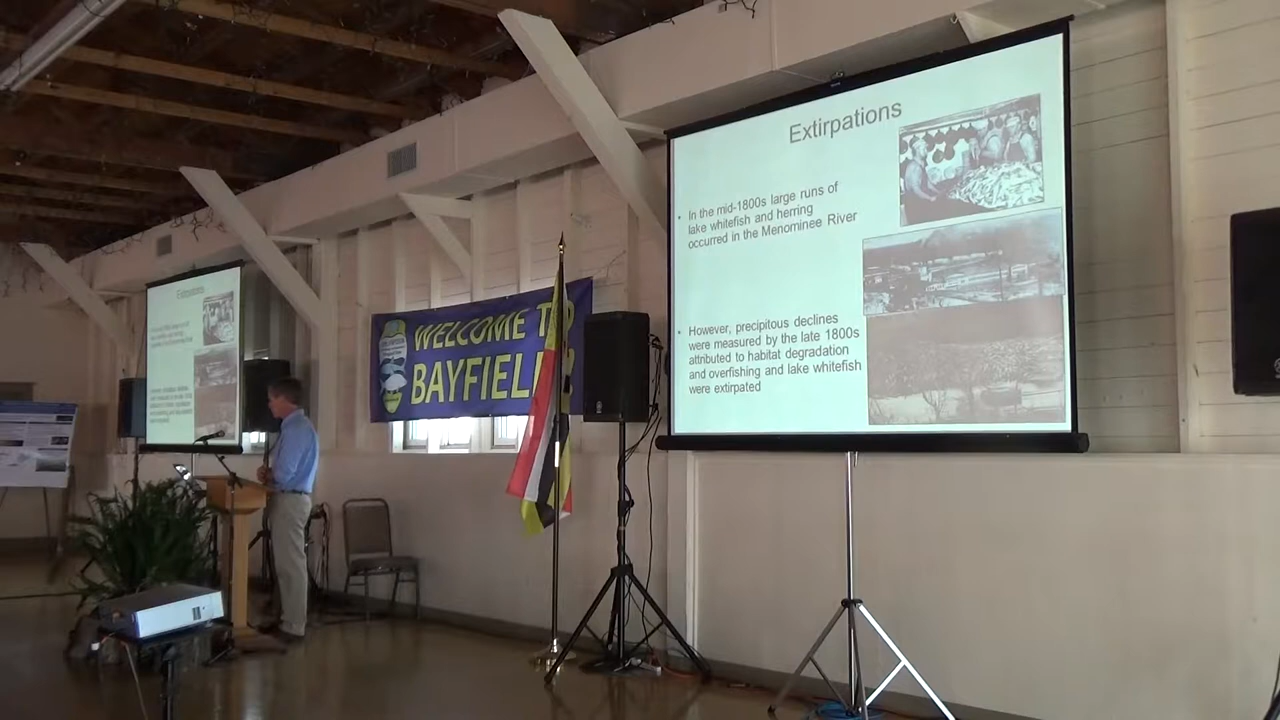 Extirpations
• In the mid-1800s large runs of
lake whitefish and herring
occurred in the Menominee River
• However, precipitous declines
were measured by the late 1800s
attributed to habitat degradation
and overfishing and lake whitefish
were extirpated
WELCOME TO
BAYFIEL
Extirpations